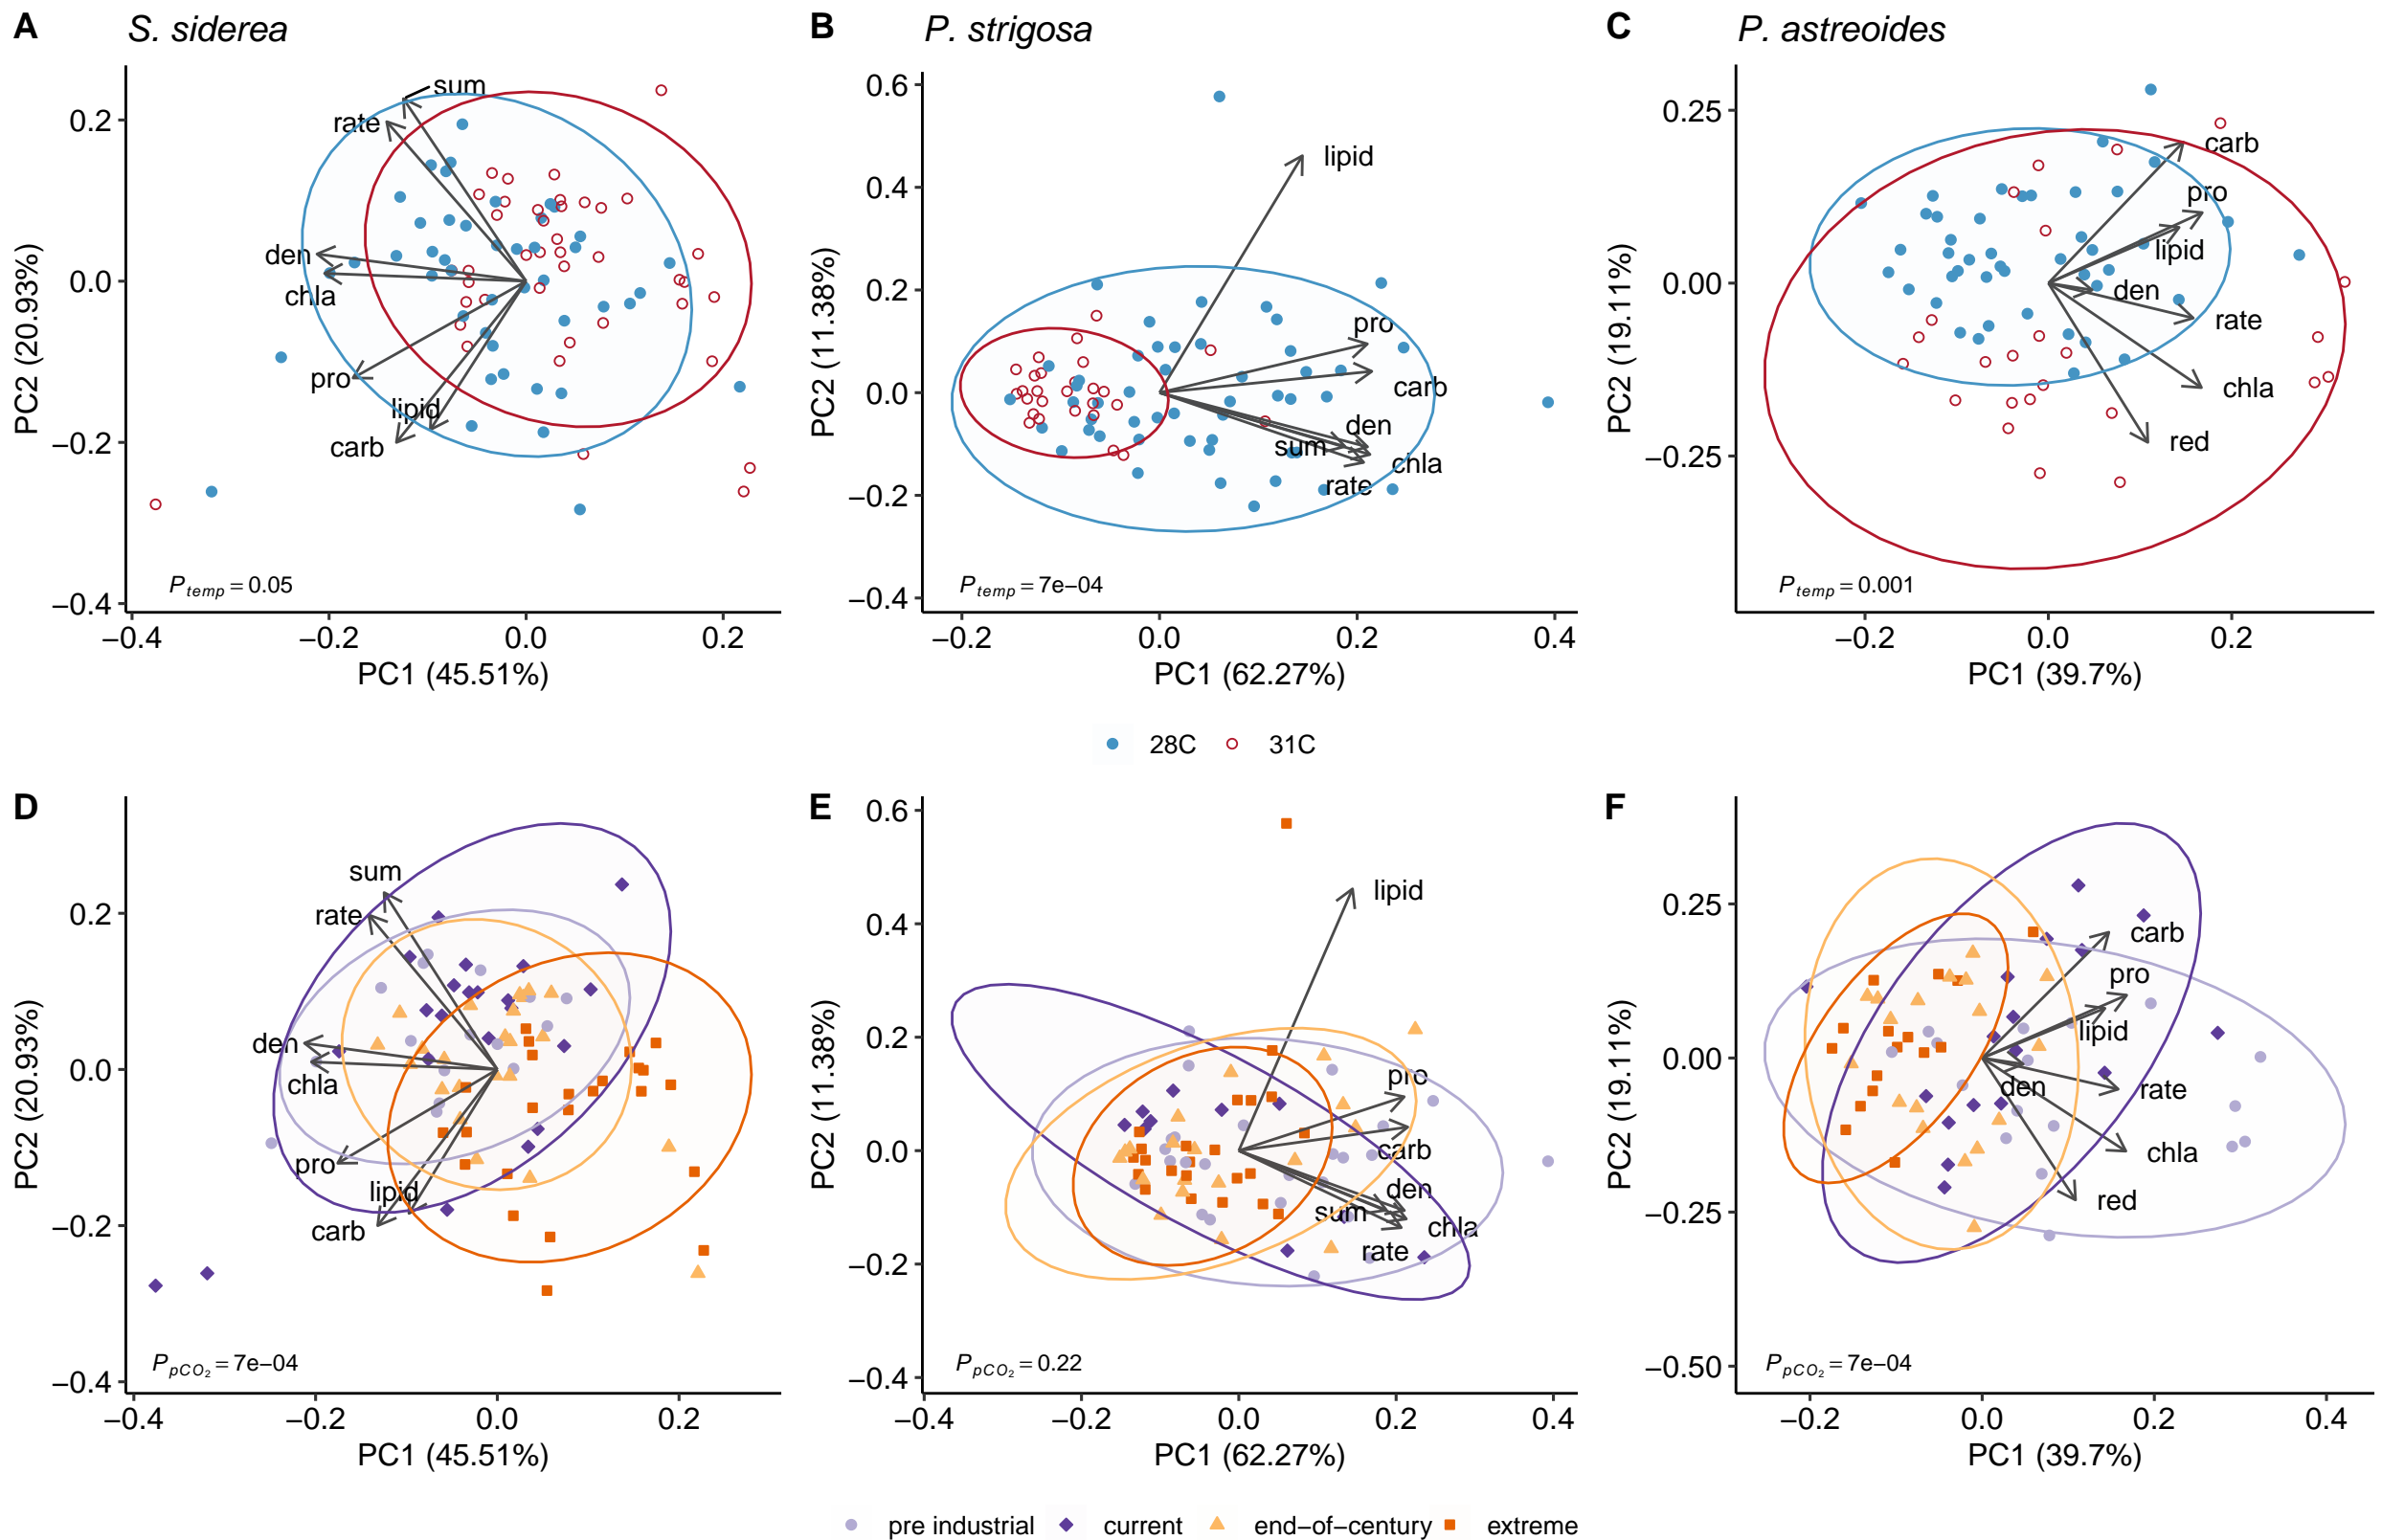 A S. siderea
B P. strigosa
C P. astreoides
PC2 (20.93%)
0.2
0.0
−0.2
−0.4
sum
rate
den
chla
pro
lipid
carb
P temp = 0.05
−0.4 −0.2 0.0 0.2
PC1 (45.51%)
PC2 (11.38%)
0.6
0.4
0.2
0.0
−0.2
−0.4
lipid
pro
carb
den
sum
chla
rate
P temp = 7e−04
−0.2 0.0 0.2 0.4
PC1 (62.27%)
PC2 (19.11%)
0.25
0.00
−0.25
carb
pro
lipid
den
rate
chla
red
P temp = 0.001
−0.2 0.0 0.2
PC1 (39.7%)
28C 31C
D
PC2 (20.93%)
0.2
0.0
−0.2
−0.4
sum
rate
den
chla
pro
lipid
carb
P pCO₂ = 7e−04
−0.4 −0.2 0.0 0.2
PC1 (45.51%)
E
PC2 (11.38%)
0.6
0.4
0.2
0.0
−0.2
−0.4
lipid
pro
carb
den
sum
chla
rate
P pCO₂ = 0.22
−0.4 −0.2 0.0 0.2 0.4
PC1 (62.27%)
F
PC2 (19.11%)
0.25
0.00
−0.25
−0.50
carb
pro
lipid
den
rate
chla
red
P pCO₂ = 7e−04
−0.2 0.0 0.2 0.4
PC1 (39.7%)
pre industrial current end−of−century extreme